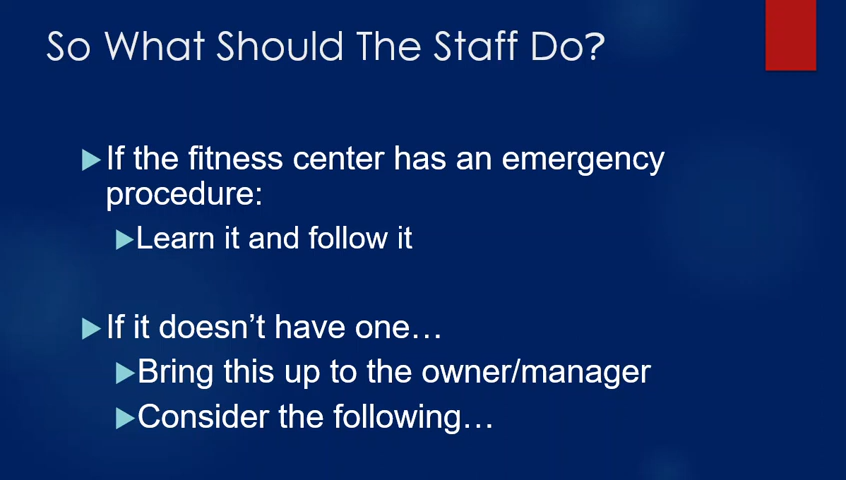 So What Should The Staff Do?
If the fitness center has an emergency
procedure:
Learn it and follow it
If it doesn’t have one…
Bring this up to the owner/manager
Consider the following…